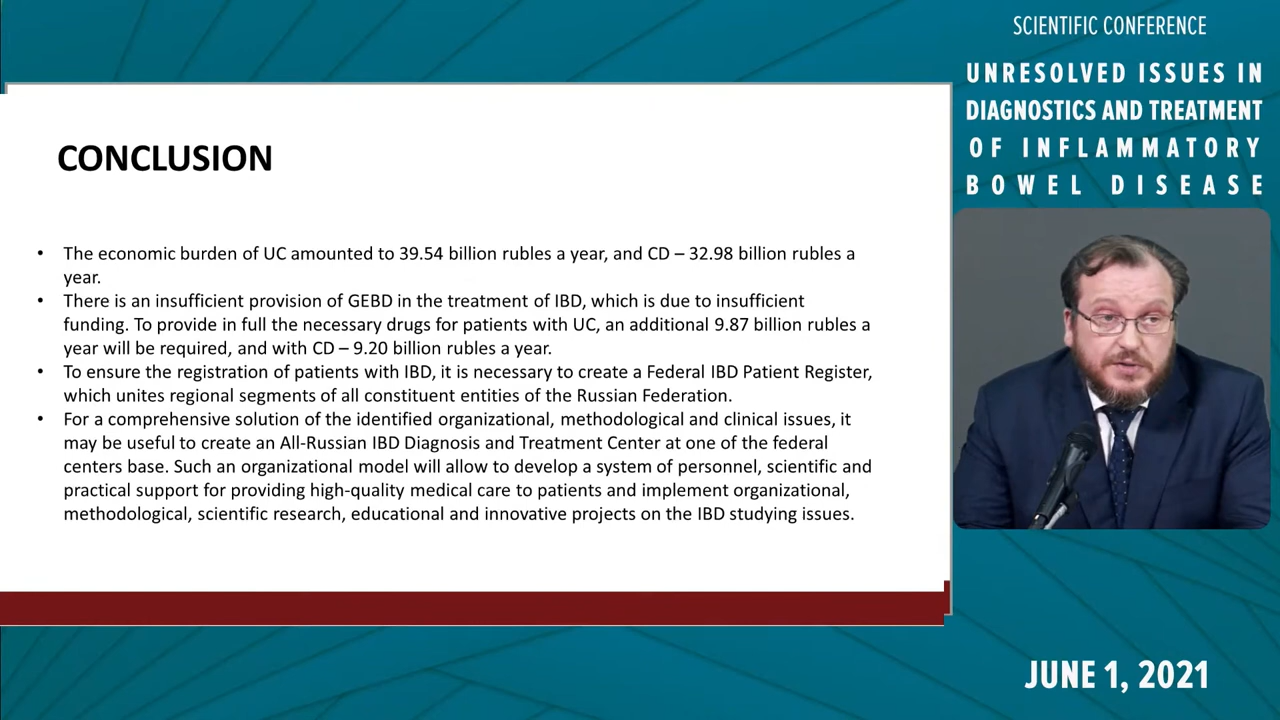 SCIENTIFIC CONFERENCE
UNRESOLVED ISSUES IN
DIAGNOSTICS AND TREATMENT
OF INFLAMMATORY
BOWEL DISEASE
CONCLUSION
• The economic burden of UC amounted to 39.54 billion rubles a year, and CD – 32.98 billion rubles a
year.
• There is an insufficient provision of GEBD in the treatment of IBD, which is due to insufficient
funding. To provide in full the necessary drugs for patients with UC, an additional 9.87 billion rubles a
year will be required, and with CD – 9.20 billion rubles a year.
• To ensure the registration of patients with IBD, it is necessary to create a Federal IBD Patient Register,
which unites regional segments of all constituent entities of the Russian Federation.
• For a comprehensive solution of the identified organizational, methodological and clinical issues, it
may be useful to create an All-Russian IBD Diagnosis and Treatment Center at one of the federal
centers base. Such an organizational model will allow to develop a system of personnel, scientific and
practical support for providing high-quality medical care to patients and implement organizational,
methodological, scientific research, educational and innovative projects on the IBD studying issues.
JUNE 1, 2021